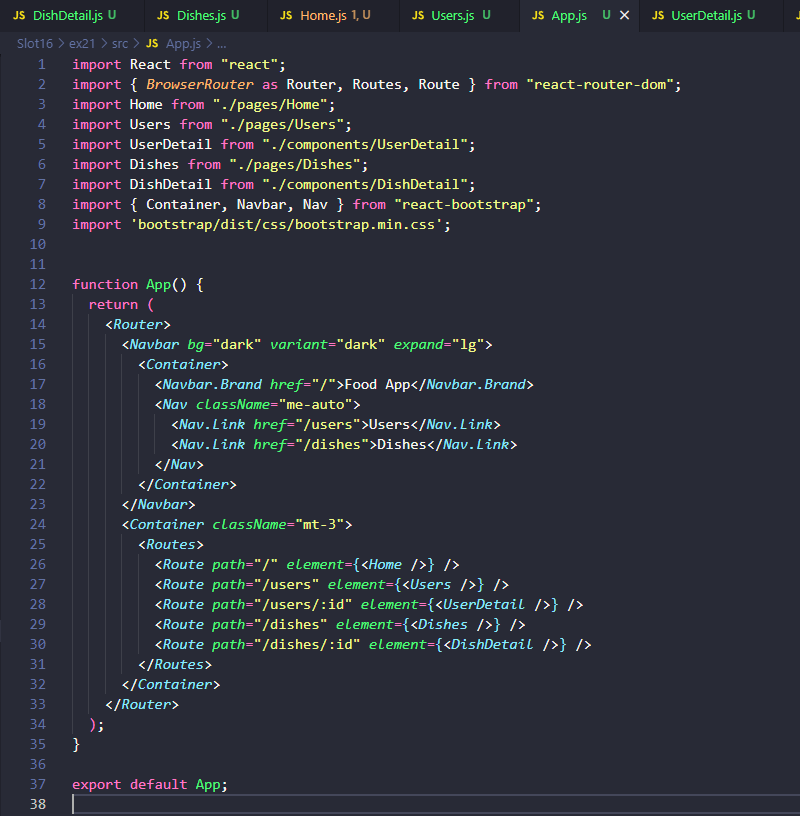 JS DishDetail.js U JS Dishes.js U JS Home.js 1, U JS Users.js U JS App.js U × JS UserDetail.js U JS
Slot16 > ex21 > src > JS App.js > ...
1 import React from "react";
2 import { BrowserRouter as Router, Routes, Route } from "react-router-dom";
3 import Home from "./pages/Home";
4 import Users from "./pages/Users";
5 import UserDetail from "./components/UserDetail";
6 import Dishes from "./pages/Dishes";
7 import DishDetail from "./components/DishDetail";
8 import { Container, Navbar, Nav } from "react-bootstrap";
9 import 'bootstrap/dist/css/bootstrap.min.css';
10
11
12 function App() {
13   return (
14     <Router>
15       <Navbar bg="dark" variant="dark" expand="lg">
16         <Container>
17           <Navbar.Brand href="/">Food App</Navbar.Brand>
18           <Nav className="me-auto">
19             <Nav.Link href="/users">Users</Nav.Link>
20             <Nav.Link href="/dishes">Dishes</Nav.Link>
21           </Nav>
22         </Container>
23       </Navbar>
24       <Container className="mt-3">
25         <Routes>
26           <Route path="/" element={<Home />} />
27           <Route path="/users" element={<Users />} />
28           <Route path="/users/:id" element={<UserDetail />} />
29           <Route path="/dishes" element={<Dishes />} />
30           <Route path="/dishes/:id" element={<DishDetail />} />
31         </Routes>
32       </Container>
33     </Router>
34   );
35 }
36
37 export default App;
38